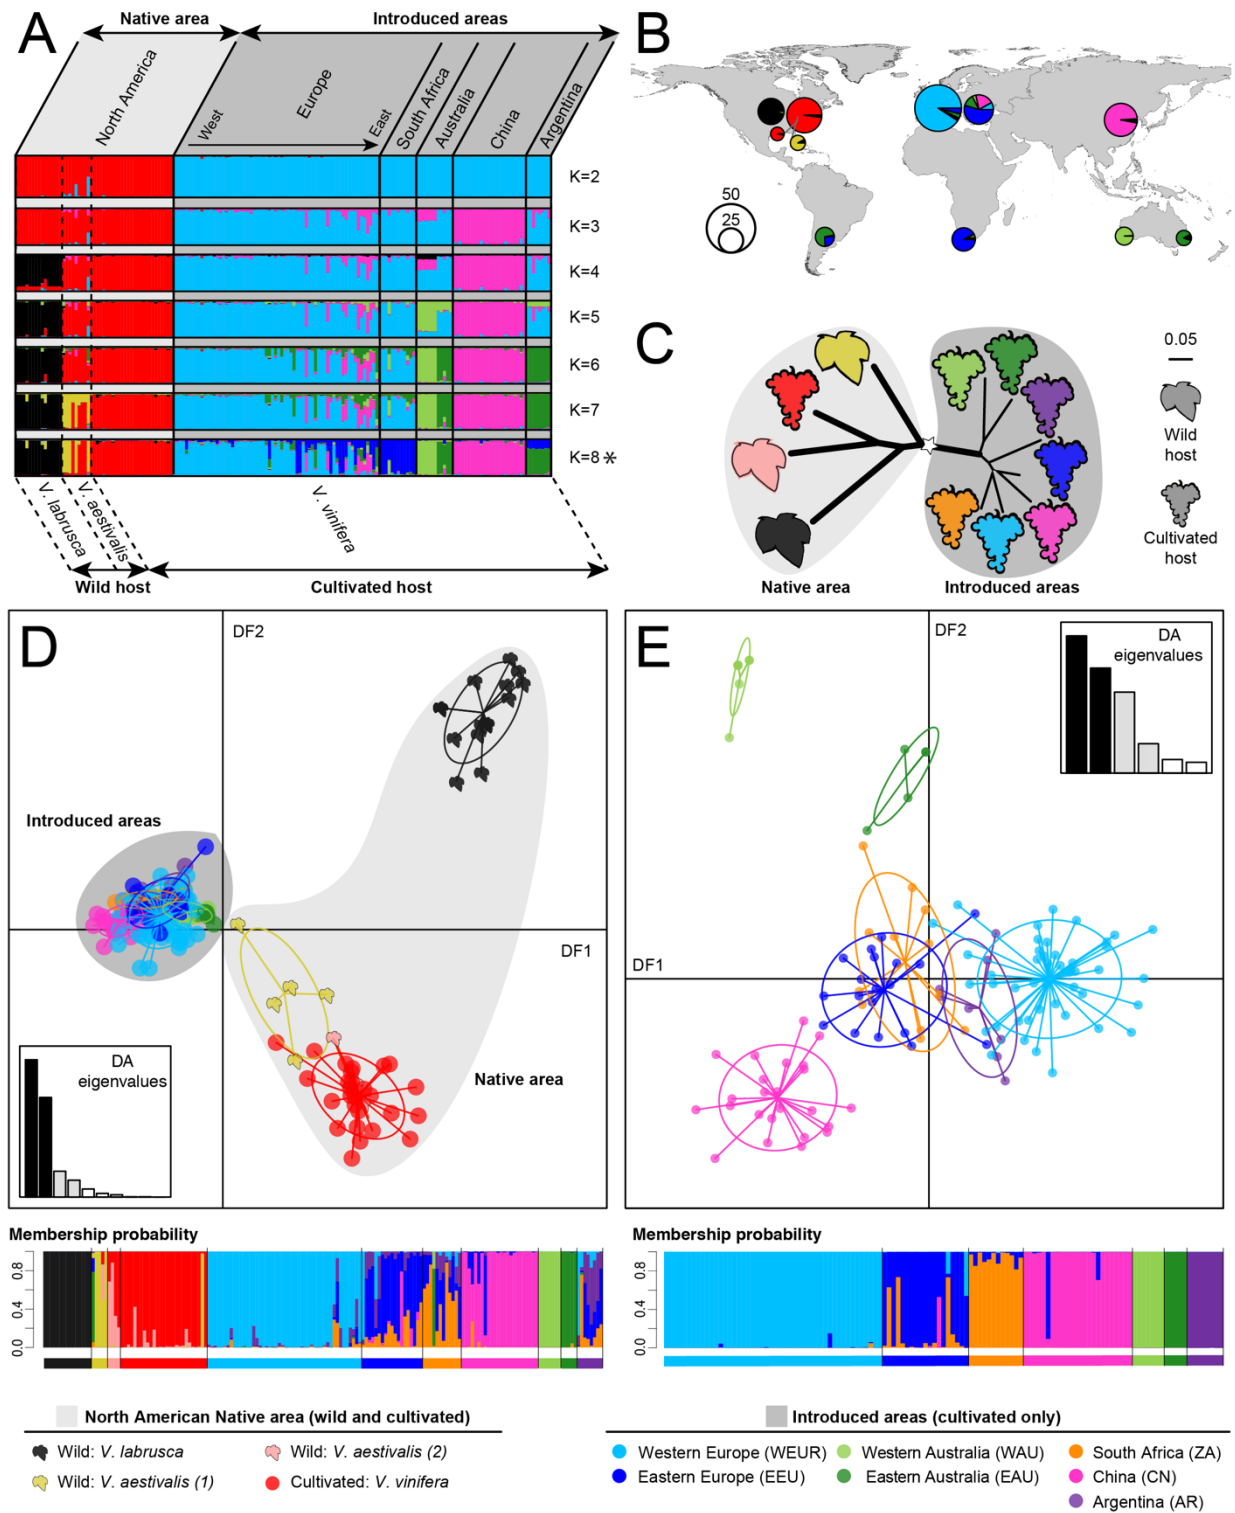 A
Native area
Introduced areas
North America
Europe
West
East
South Africa
Australia
China
Argentina
K=2
K=3
K=4
K=5
K=6
K=7
K=8 *
V. labrusca
V. aestivalis
V. vinifera
Wild host
Cultivated host
B
50
25
C
0.05
Wild
host
Cultivated
host
Native area
Introduced areas
D
DF2
Introduced areas
DF1
Native area
DA
eigenvalues
E
DF2
DA
eigenvalues
DF1
Membership probability
0.8
0.4
0.0
Membership probability
0.8
0.4
0.0
North American Native area (wild and cultivated)
Wild: V. labrusca
Wild: V. aestivalis (2)
Wild: V. aestivalis (1)
Cultivated: V. vinifera
Introduced areas (cultivated only)
Western Europe (WEUR)
Western Australia (WAU)
South Africa (ZA)
Eastern Europe (EEU)
Eastern Australia (EAU)
China (CN)
Argentina (AR)